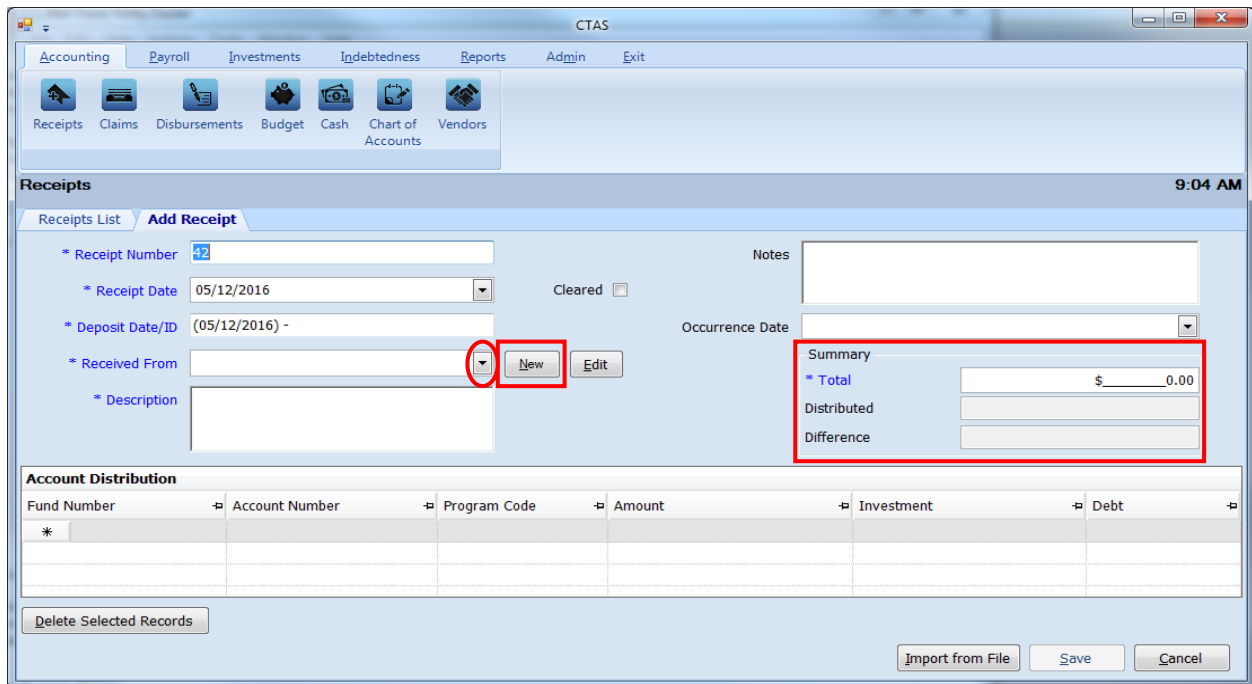 CTAS
Accounting Payroll Investments Indebtedness Reports Admin Exit
Receipts Claims Disbursements Budget Cash Chart of Accounts Vendors
Receipts 9:04 AM
Receipts List Add Receipt
* Receipt Number 42 Notes
* Receipt Date 05/12/2016 Cleared
* Deposit Date/ID (05/12/2016) - Occurrence Date
* Received From New Edit Summary
* Total $_______0.00
* Description Distributed
Difference
Account Distribution
Fund Number Account Number Program Code Amount Investment Debt
Delete Selected Records
Import from File Save Cancel